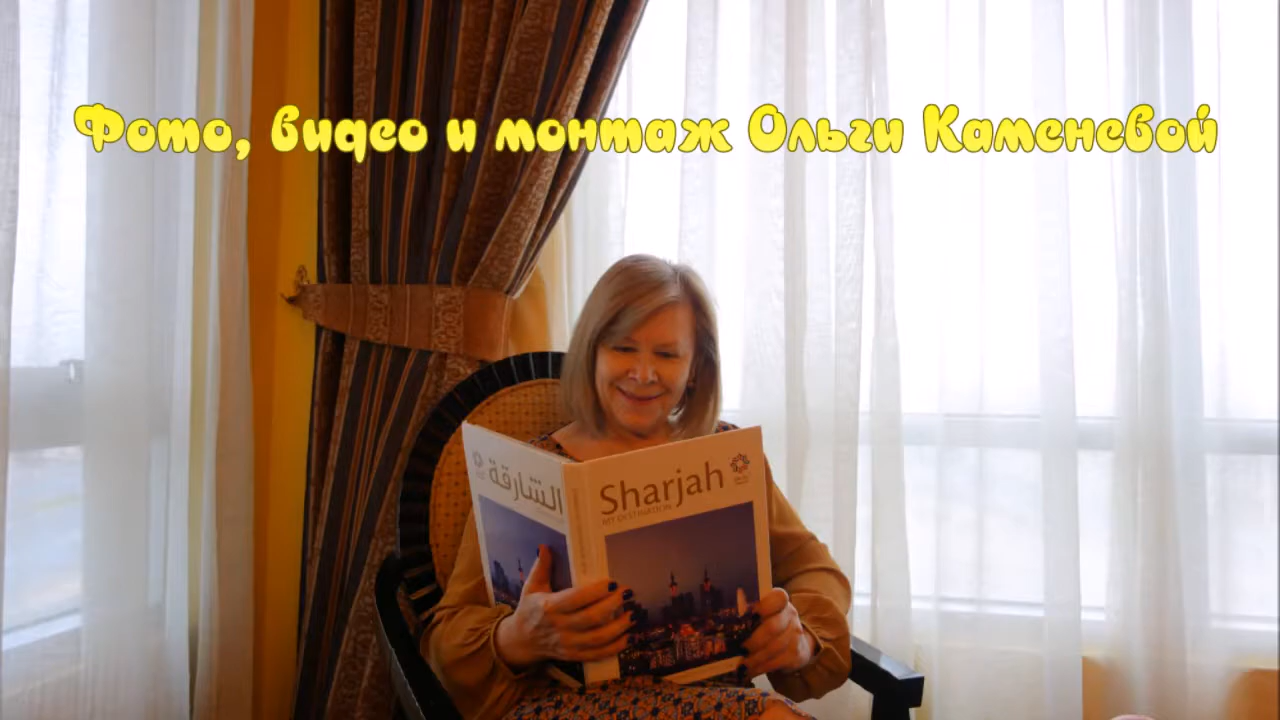 Фото, видео и монтаж Ольги Каменевой
الشارقة
Sharjah
MY DESTINATION